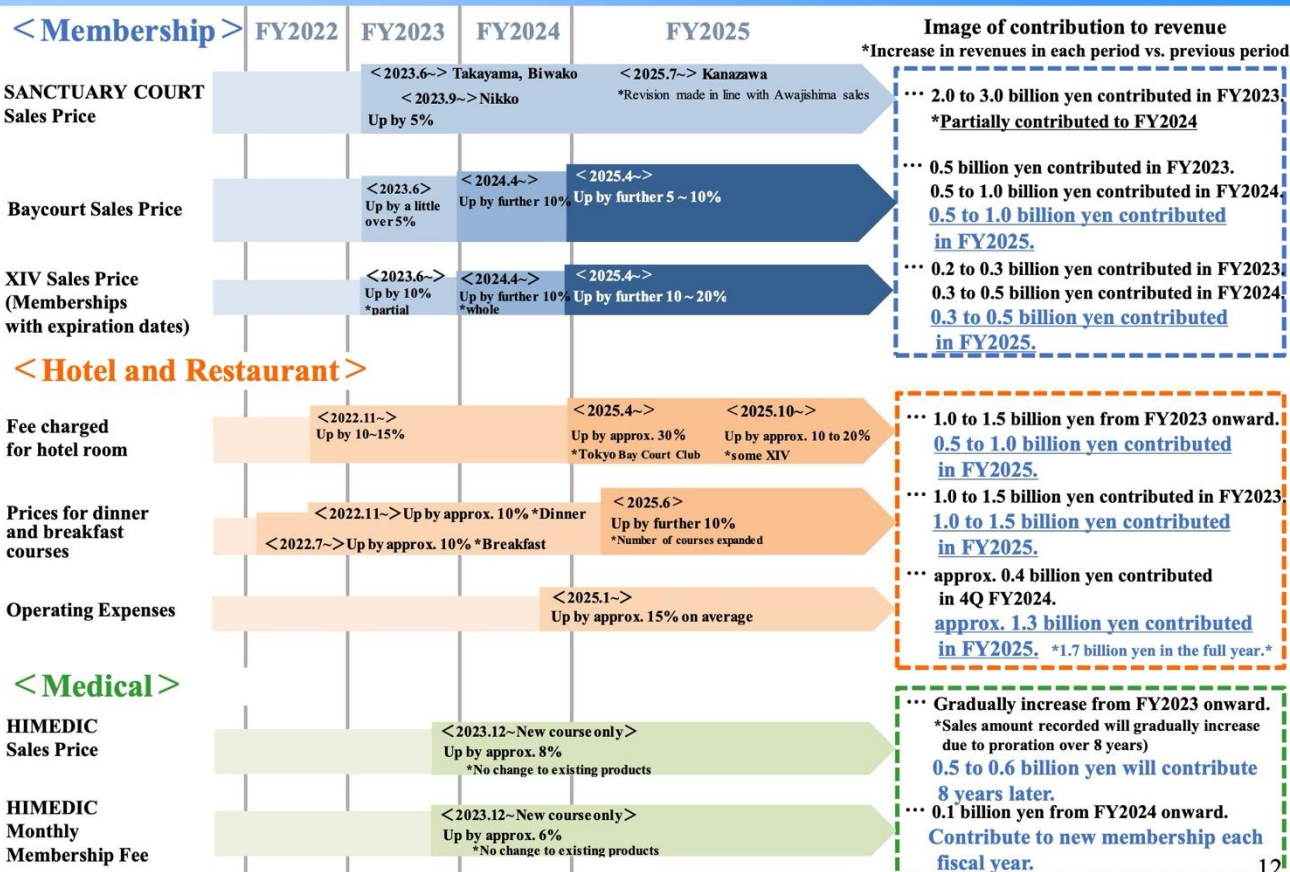 ＜Membership＞ FY2022 FY2023 FY2024 FY2025
Image of contribution to revenue
*Increase in revenues in each period vs. previous period
SANCTUARY COURT
Sales Price
＜2023.6~＞ Takayama, Biwako
＜2023.9~＞ Nikko
Up by 5%
＜2025.7~＞ Kanazawa
*Revision made in line with Awajishima sales
··· 2.0 to 3.0 billion yen contributed in FY2023.
*Partially contributed to FY2024
Baycourt Sales Price
＜2023.6＞
Up by a little
over 5%
＜2024.4~＞
Up by further 10%
＜2025.4~＞
Up by further 5 ~ 10%
··· 0.5 billion yen contributed in FY2023.
0.5 to 1.0 billion yen contributed in FY2024.
0.5 to 1.0 billion yen contributed
in FY2025.
XIV Sales Price
(Memberships
with expiration dates)
＜2023.6~＞
Up by 10%
*partial
＜2024.4~＞
Up by further 10%
*whole
＜2025.4~＞
Up by further 10 ~ 20%
··· 0.2 to 0.3 billion yen contributed in FY2023.
0.3 to 0.5 billion yen contributed in FY2024.
0.3 to 0.5 billion yen contributed
in FY2025.
＜Hotel and Restaurant＞
Fee charged
for hotel room
＜2022.11~＞
Up by 10~15%
＜2025.4~＞
Up by approx. 30%
*Tokyo Bay Court Club
＜2025.10~＞
Up by approx. 10 to 20%
*some XIV
··· 1.0 to 1.5 billion yen from FY2023 onward.
0.5 to 1.0 billion yen contributed
in FY2025.
Prices for dinner
and breakfast
courses
＜2022.11~＞Up by approx. 10% *Dinner
＜2022.7~＞Up by approx. 10% *Breakfast
＜2025.6＞
Up by further 10%
*Number of courses expanded
··· 1.0 to 1.5 billion yen contributed in FY2023.
1.0 to 1.5 billion yen contributed
in FY2025.
Operating Expenses
＜2025.1~＞
Up by approx. 15% on average
··· approx. 0.4 billion yen contributed
in 4Q FY2024.
approx. 1.3 billion yen contributed
in FY2025. *1.7 billion yen in the full year.*
＜Medical＞
HIMEDIC
Sales Price
＜2023.12~New course only＞
Up by approx. 8%
*No change to existing products
··· Gradually increase from FY2023 onward.
*Sales amount recorded will gradually increase
due to proration over 8 years)
0.5 to 0.6 billion yen will contribute
8 years later.
HIMEDIC
Monthly
Membership Fee
＜2023.12~New course only＞
Up by approx. 6%
*No change to existing products
··· 0.1 billion yen from FY2024 onward.
Contribute to new membership each
fiscal year.
12